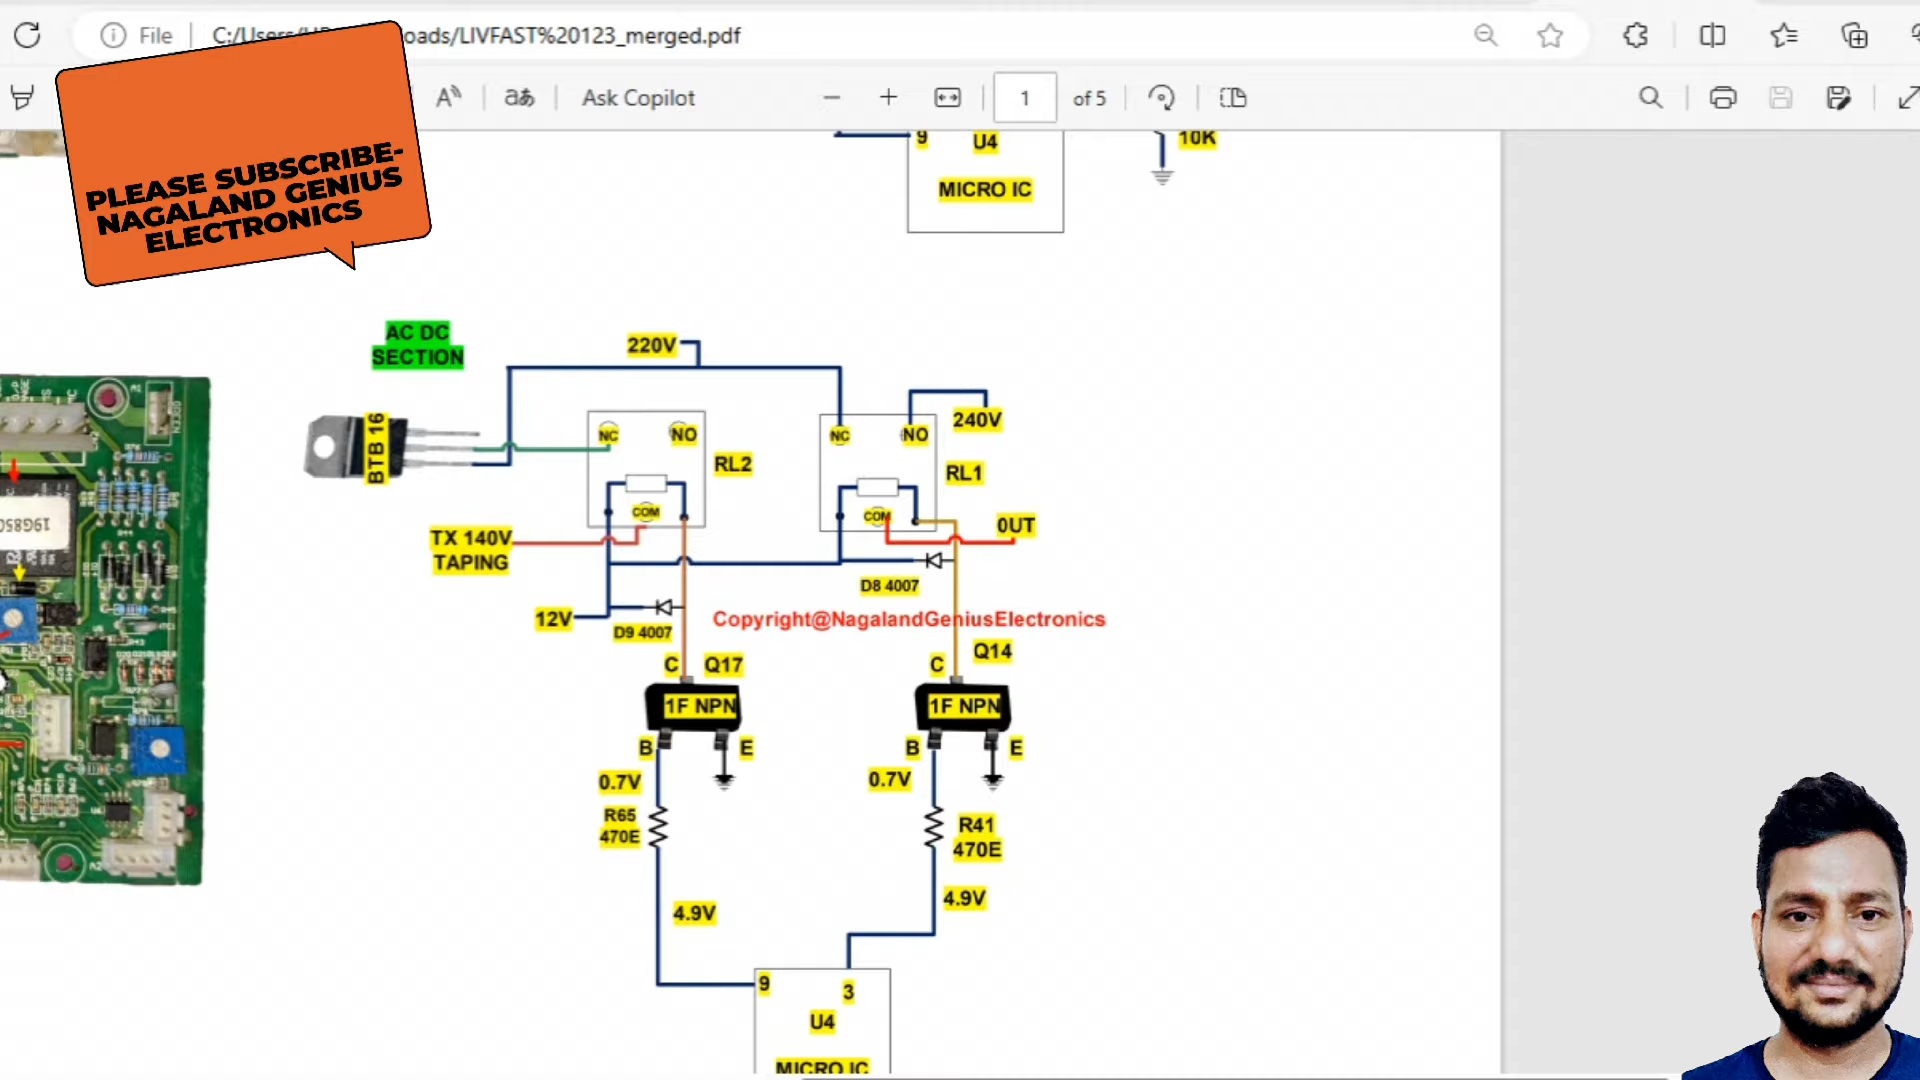 File
C:/Users/
oads/LIVFAST%20123_merged.pdf
Ask Copilot
1
of 5
PLEASE SUBSCRIBE-
NAGALAND GENIUS
ELECTRONICS
9
U4
10K
MICRO IC
AC DC
SECTION
220V
240V
BTB 16
NC
NO
RL2
NC
NO
RL1
COM
COM
0UT
TX 140V
TAPING
D8 4007
12V
D9 4007
Copyright@NagalandGeniusElectronics
C
Q17
C
Q14
1F NPN
1F NPN
B
E
B
E
0.7V
0.7V
R65
470E
R41
470E
4.9V
4.9V
9
3
U4
MICRO IC